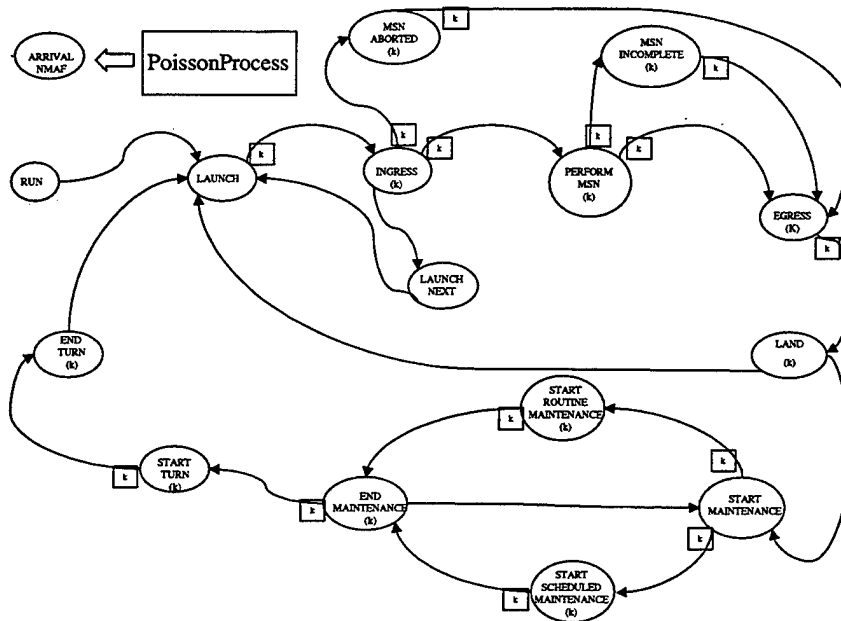 MSN
ABORTED
(k)
k
ARRIVAL
NMAF
PoissonProcess
MSN
INCOMPLETE
(k)
k
k
k
k
k
k
RUN
LAUNCH
INGRESS
(k)
PERFORM
MSN
(k)
EGRESS
(K)
k
LAUNCH
NEXT
END
TURN
(k)
LAND
(k)
START
ROUTINE
MAINTENANCE
(k)
k
k
START
TURN
(k)
k
END
MAINTENANCE
(k)
k
START
MAINTENANCE
k
START
SCHEDULED
MAINTENANCE
(k)
k